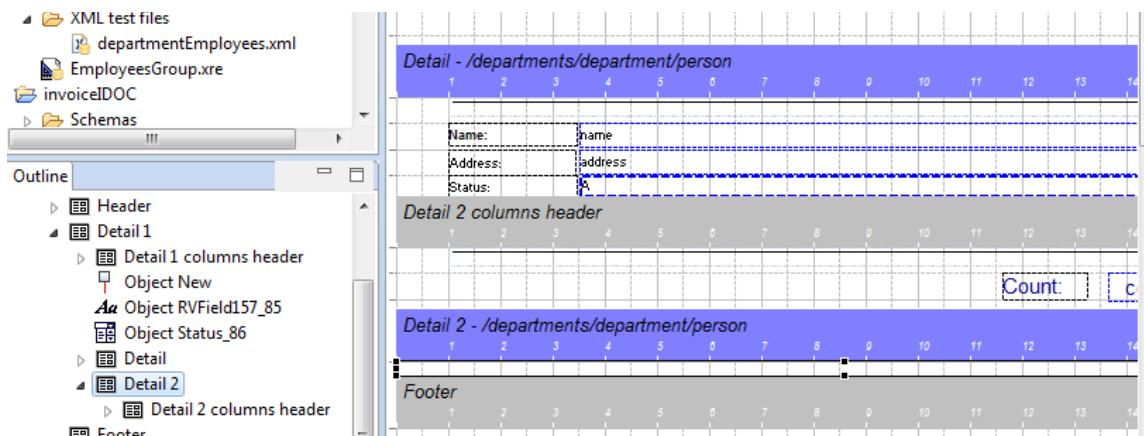 XML test files
departmentEmployees.xml
EmployeesGroup.xre
invoiceIDOC
Schemas
Outline
Header
Detail 1
Detail 1 columns header
Object New
Object RVField157_85
Object Status_86
Detail
Detail 2
Detail 2 columns header
Footer
Detail - /departments/department/person
1 2 3 4 5 6 7 8 9 10 11 12 13 14
Name: name
Address: address
Status: A
Detail 2 columns header
1 2 3 4 5 6 7 8 9 10 11 12 13 14
Count: c
Detail 2 - /departments/department/person
1 2 3 4 5 6 7 8 9 10 11 12 13 14
Footer
1 2 3 4 5 6 7 8 9 10 11 12 13 14